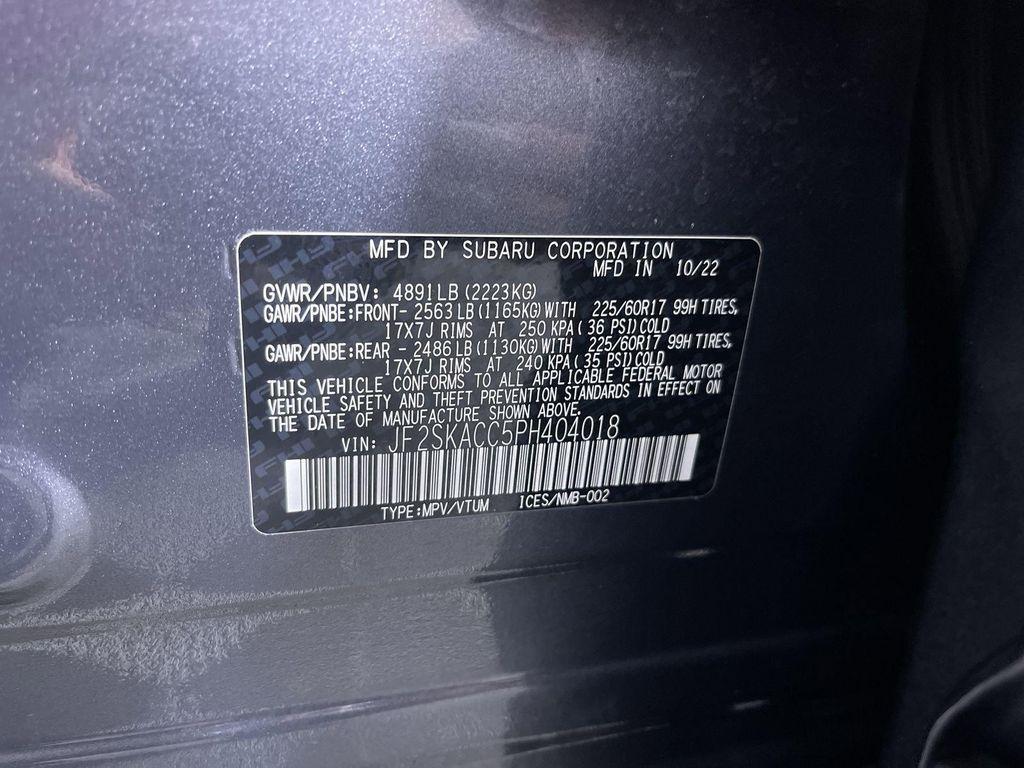 MFD BY SUBARU CORPORATION
MFD IN 10/22
GVWR/PNBV: 4891LB (2223KG)
GAWR/PNBE:FRONT- 2563LB (1165KG) WITH 225/60R17 99H TIRES,
17X7J RIMS AT 250 KPA ( 36 PSI) COLD
GAWR/PNBE:REAR - 2486LB (1130KG) WITH 225/60R17 99H TIRES,
17X7J RIMS AT 240 KPA ( 35 PSI) COLD
THIS VEHICLE CONFORMS TO ALL APPLICABLE FEDERAL MOTOR
VEHICLE SAFETY AND THEFT PREVENTION STANDARDS IN EFFECT ON
THE DATE OF MANUFACTURE SHOWN ABOVE.
VIN: JF2SKACC5PH404018
TYPE:MPV/VTUM ICES/NMB-002